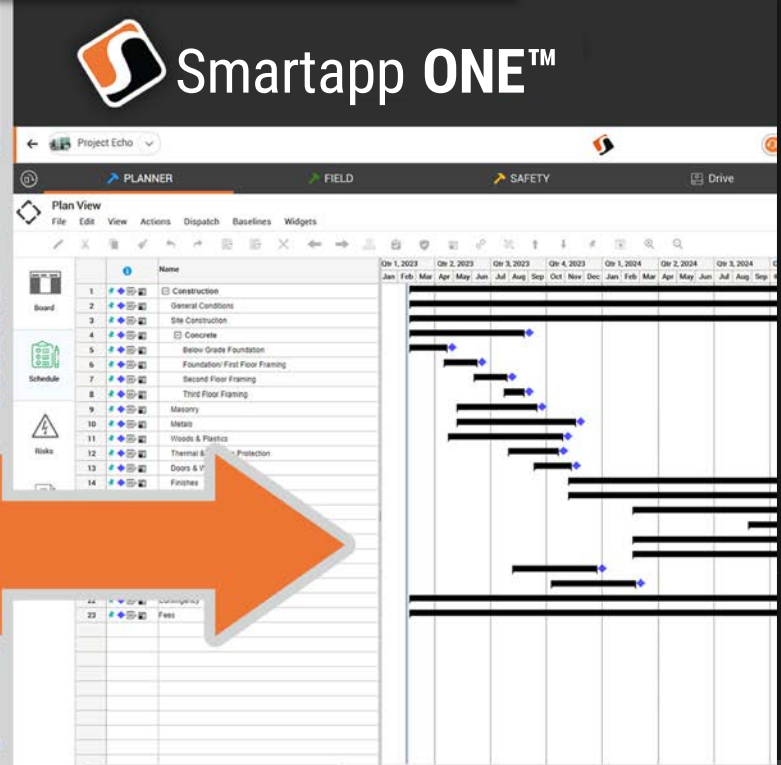 Smartapp ONE™
Project Echo
PLANNER FIELD SAFETY Drive
Plan View
File Edit View Actions Dispatch Baselines Widgets
Name Qtr 1, 2023 Qtr 2, 2023 Qtr 3, 2023 Qtr 4, 2023 Qtr 1, 2024 Qtr 2, 2024 Qtr 3, 2024
Jan Feb Mar Apr May Jun Jul Aug Sep Oct Nov Dec Jan Feb Mar Apr May Jun Jul Aug Sep
Board
Schedule
Risks
1 Construction
2 General Conditions
3 Site Construction
4 Concrete
5 Below Grade Foundation
6 Foundation/ First Floor Framing
7 Second Floor Framing
8 Third Floor Framing
9 Masonry
10 Metals
11 Woods & Plastics
12 Thermal & Protection
13 Doors &
14 Finishes
22 Contingency
23 Fees